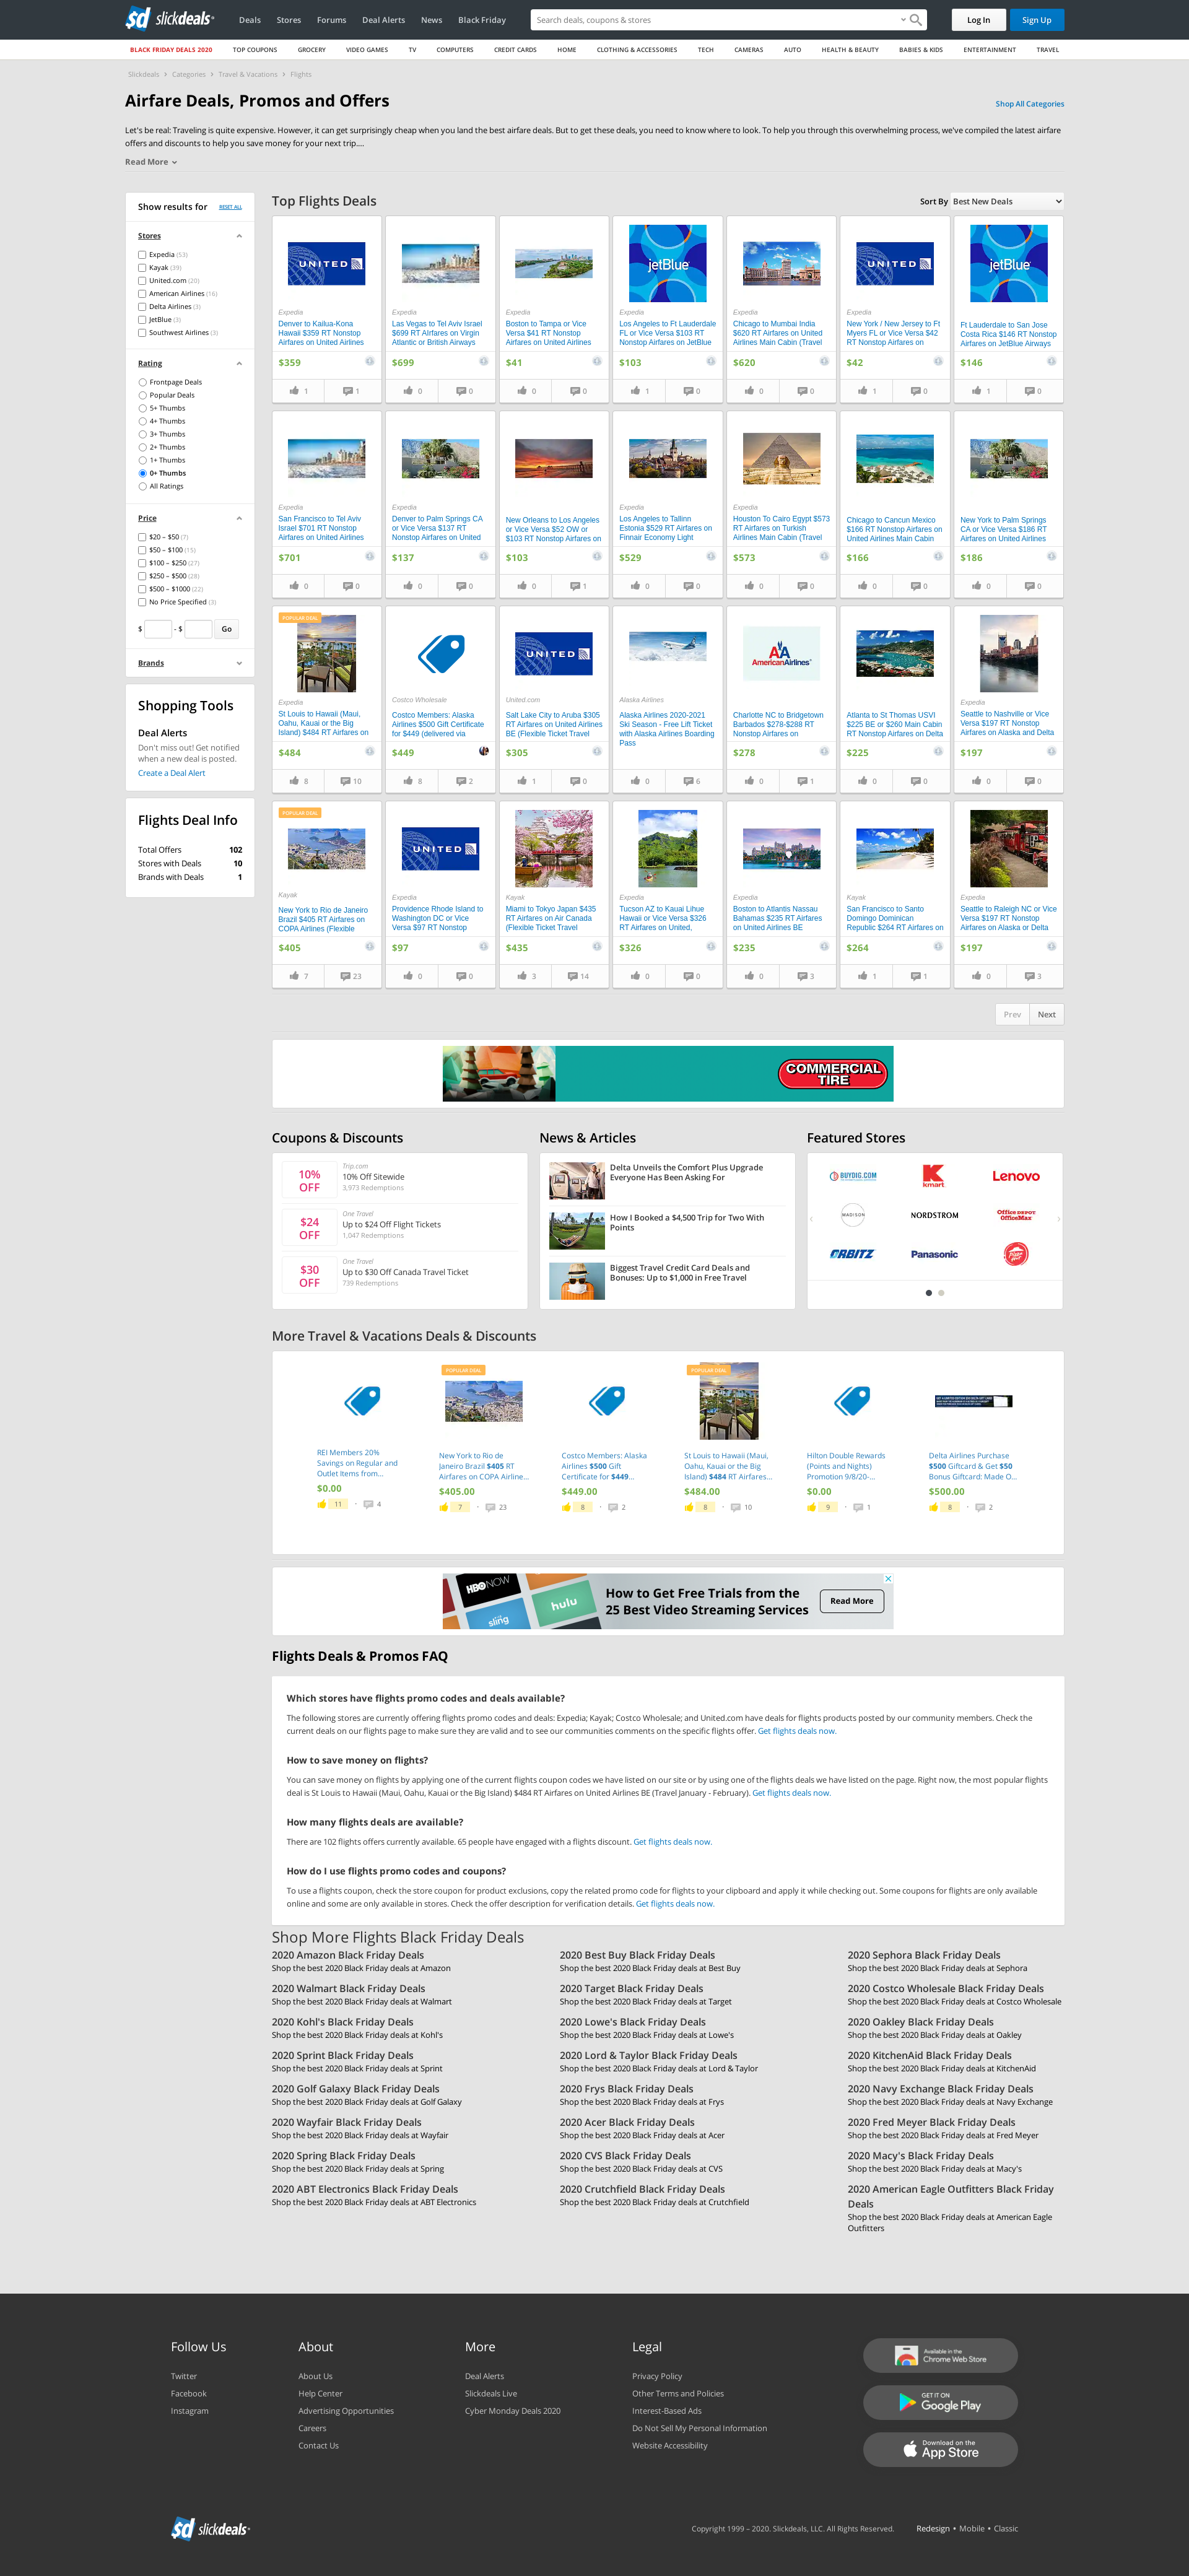 slickdeals
Deals Stores Forums Deal Alerts News Black Friday
Search deals, coupons & stores
Log In
Sign Up
BLACK FRIDAY DEALS 2020 TOP COUPONS GROCERY VIDEO GAMES TV COMPUTERS CREDIT CARDS HOME CLOTHING & ACCESSORIES TECH CAMERAS AUTO HEALTH & BEAUTY BABIES & KIDS ENTERTAINMENT TRAVEL
Slickdeals > Categories > Travel & Vacations > Flights
Airfare Deals, Promos and Offers
Shop All Categories
Let's be real: Traveling is quite expensive. However, it can get surprisingly cheap when you land the best airfare deals. But to get these deals, you need to know where to look. To help you through this overwhelming process, we've compiled the latest airfare
offers and discounts to help you save money for your next trip....
Read More
Show results for RESET ALL
Stores
Expedia (53)
Kayak (39)
United.com (20)
American Airlines (16)
Delta Airlines (3)
JetBlue (3)
Southwest Airlines (3)
Rating
Frontpage Deals
Popular Deals
5+ Thumbs
4+ Thumbs
3+ Thumbs
2+ Thumbs
1+ Thumbs
0+ Thumbs
All Ratings
Price
$20 – $50 (7)
$50 – $100 (15)
$100 – $250 (27)
$250 – $500 (28)
$500 – $1000 (22)
No Price Specified (3)
$ - $ Go
Brands
Shopping Tools
Deal Alerts
Don't miss out! Get notified
when a new deal is posted.
Create a Deal Alert
Flights Deal Info
Total Offers 102
Stores with Deals 10
Brands with Deals 1
Top Flights Deals
Sort By Best New Deals
UNITED
Expedia
Denver to Kailua-Kona
Hawaii $359 RT Nonstop
Airfares on United Airlines
$359
1 1
Expedia
Las Vegas to Tel Aviv Israel
$699 RT Airfares on Virgin
Atlantic or British Airways
$699
0 0
Expedia
Boston to Tampa or Vice
Versa $41 RT Nonstop
Airfares on United Airlines
$41
0 0
jetBlue
Expedia
Los Angeles to Ft Lauderdale
FL or Vice Versa $103 RT
Nonstop Airfares on JetBlue
$103
1 0
Expedia
Chicago to Mumbai India
$620 RT Airfares on United
Airlines Main Cabin (Travel
$620
0 0
UNITED
Expedia
New York / New Jersey to Ft
Myers FL or Vice Versa $42
RT Nonstop Airfares on
$42
1 0
jetBlue
Ft Lauderdale to San Jose
Costa Rica $146 RT Nonstop
Airfares on JetBlue Airways
$146
1 0
Expedia
San Francisco to Tel Aviv
Israel $701 RT Nonstop
Airfares on United Airlines
$701
0 0
Expedia
Denver to Palm Springs CA
or Vice Versa $137 RT
Nonstop Airfares on United
$137
0 0
New Orleans to Los Angeles
or Vice Versa $52 OW or
$103 RT Nonstop Airfares on
$103
0 1
Expedia
Los Angeles to Tallinn
Estonia $529 RT Airfares on
Finnair Economy Light
$529
0 0
Expedia
Houston To Cairo Egypt $573
RT Airfares on Turkish
Airlines Main Cabin (Travel
$573
0 0
Chicago to Cancun Mexico
$166 RT Nonstop Airfares on
United Airlines Main Cabin
$166
0 0
New York to Palm Springs
CA or Vice Versa $186 RT
Airfares on United Airlines
$186
0 0
POPULAR DEAL
Expedia
St Louis to Hawaii (Maui,
Oahu, Kauai or the Big
Island) $484 RT Airfares on
$484
8 10
Costco Wholesale
Costco Members: Alaska
Airlines $500 Gift Certificate
for $449 (delivered via
$449
8 2
UNITED
United.com
Salt Lake City to Aruba $305
RT Airfares on United Airlines
BE (Flexible Ticket Travel
$305
1 0
Alaska Airlines
Alaska Airlines 2020-2021
Ski Season - Free Lift Ticket
with Alaska Airlines Boarding
Pass
0 6
AA
AmericanAirlines
Charlotte NC to Bridgetown
Barbados $278-$288 RT
Nonstop Airfares on
$278
0 1
Atlanta to St Thomas USVI
$225 BE or $260 Main Cabin
RT Nonstop Airfares on Delta
$225
0 0
Expedia
Seattle to Nashville or Vice
Versa $197 RT Nonstop
Airfares on Alaska and Delta
$197
0 0
POPULAR DEAL
Kayak
New York to Rio de Janeiro
Brazil $405 RT Airfares on
COPA Airlines (Flexible
$405
7 23
UNITED
Expedia
Providence Rhode Island to
Washington DC or Vice
Versa $97 RT Nonstop
$97
0 0
Kayak
Miami to Tokyo Japan $435
RT Airfares on Air Canada
(Flexible Ticket Travel
$435
3 14
Expedia
Tucson AZ to Kauai Lihue
Hawaii or Vice Versa $326
RT Airfares on United,
$326
0 0
Expedia
Boston to Atlantis Nassau
Bahamas $235 RT Airfares
on United Airlines BE
$235
0 3
Kayak
San Francisco to Santo
Domingo Dominican
Republic $264 RT Airfares on
$264
1 1
Expedia
Seattle to Raleigh NC or Vice
Versa $197 RT Nonstop
Airfares on Alaska or Delta
$197
0 3
Prev Next
COMMERCIAL
TIRE
Coupons & Discounts
10%
OFF
Trip.com
10% Off Sitewide
3,973 Redemptions
$24
OFF
One Travel
Up to $24 Off Flight Tickets
1,047 Redemptions
$30
OFF
One Travel
Up to $30 Off Canada Travel Ticket
739 Redemptions
News & Articles
Delta Unveils the Comfort Plus Upgrade
Everyone Has Been Asking For
How I Booked a $4,500 Trip for Two With
Points
Biggest Travel Credit Card Deals and
Bonuses: Up to $1,000 in Free Travel
Featured Stores
BUYDIG.COM
Kmart
Lenovo
MADISON
NORDSTROM
Office DEPOT
OfficeMax
ORBITZ
Panasonic
More Travel & Vacations Deals & Discounts
REI Members 20%
Savings on Regular and
Outlet Items from...
$0.00
11 • 4
POPULAR DEAL
New York to Rio de
Janeiro Brazil $405 RT
Airfares on COPA Airline...
$405.00
7 • 23
Costco Members: Alaska
Airlines $500 Gift
Certificate for $449...
$449.00
8 • 2
POPULAR DEAL
St Louis to Hawaii (Maui,
Oahu, Kauai or the Big
Island) $484 RT Airfares...
$484.00
8 • 10
Hilton Double Rewards
(Points and Nights)
Promotion 9/8/20-...
$0.00
9 • 1
Delta Airlines Purchase
$500 Giftcard & Get $50
Bonus Giftcard: Made O...
$500.00
8 • 2
HBO NOW
sling
hulu
How to Get Free Trials from the
25 Best Video Streaming Services
Read More
Flights Deals & Promos FAQ
Which stores have flights promo codes and deals available?
The following stores are currently offering flights promo codes and deals: Expedia; Kayak; Costco Wholesale; and United.com have deals for flights products posted by our community members. Check the
current deals on our flights page to make sure they are valid and to see our communities comments on the specific flights offer. Get flights deals now.
How to save money on flights?
You can save money on flights by applying one of the current flights coupon codes we have listed on our site or by using one of the flights deals we have listed on the page. Right now, the most popular flights
deal is St Louis to Hawaii (Maui, Oahu, Kauai or the Big Island) $484 RT Airfares on United Airlines BE (Travel January - February). Get flights deals now.
How many flights deals are available?
There are 102 flights offers currently available. 65 people have engaged with a flights discount. Get flights deals now.
How do I use flights promo codes and coupons?
To use a flights coupon, check the store coupon for product exclusions, copy the related promo code for flights to your clipboard and apply it while checking out. Some coupons for flights are only available
online and some are only available in stores. Check the offer description for verification details. Get flights deals now.
Shop More Flights Black Friday Deals
2020 Amazon Black Friday Deals
Shop the best 2020 Black Friday deals at Amazon
2020 Best Buy Black Friday Deals
Shop the best 2020 Black Friday deals at Best Buy
2020 Sephora Black Friday Deals
Shop the best 2020 Black Friday deals at Sephora
2020 Walmart Black Friday Deals
Shop the best 2020 Black Friday deals at Walmart
2020 Target Black Friday Deals
Shop the best 2020 Black Friday deals at Target
2020 Costco Wholesale Black Friday Deals
Shop the best 2020 Black Friday deals at Costco Wholesale
2020 Kohl's Black Friday Deals
Shop the best 2020 Black Friday deals at Kohl's
2020 Lowe's Black Friday Deals
Shop the best 2020 Black Friday deals at Lowe's
2020 Oakley Black Friday Deals
Shop the best 2020 Black Friday deals at Oakley
2020 Sprint Black Friday Deals
Shop the best 2020 Black Friday deals at Sprint
2020 Lord & Taylor Black Friday Deals
Shop the best 2020 Black Friday deals at Lord & Taylor
2020 KitchenAid Black Friday Deals
Shop the best 2020 Black Friday deals at KitchenAid
2020 Golf Galaxy Black Friday Deals
Shop the best 2020 Black Friday deals at Golf Galaxy
2020 Frys Black Friday Deals
Shop the best 2020 Black Friday deals at Frys
2020 Navy Exchange Black Friday Deals
Shop the best 2020 Black Friday deals at Navy Exchange
2020 Wayfair Black Friday Deals
Shop the best 2020 Black Friday deals at Wayfair
2020 Acer Black Friday Deals
Shop the best 2020 Black Friday deals at Acer
2020 Fred Meyer Black Friday Deals
Shop the best 2020 Black Friday deals at Fred Meyer
2020 Spring Black Friday Deals
Shop the best 2020 Black Friday deals at Spring
2020 CVS Black Friday Deals
Shop the best 2020 Black Friday deals at CVS
2020 Macy's Black Friday Deals
Shop the best 2020 Black Friday deals at Macy's
2020 ABT Electronics Black Friday Deals
Shop the best 2020 Black Friday deals at ABT Electronics
2020 Crutchfield Black Friday Deals
Shop the best 2020 Black Friday deals at Crutchfield
2020 American Eagle Outfitters Black Friday
Deals
Shop the best 2020 Black Friday deals at American Eagle
Outfitters
Follow Us
Twitter
Facebook
Instagram
About
About Us
Help Center
Advertising Opportunities
Careers
Contact Us
More
Deal Alerts
Slickdeals Live
Cyber Monday Deals 2020
Legal
Privacy Policy
Other Terms and Policies
Interest-Based Ads
Do Not Sell My Personal Information
Website Accessibility
Available in the
Chrome Web Store
GET IT ON
Google Play
Download on the
App Store
slickdeals
Copyright 1999 – 2020. Slickdeals, LLC. All Rights Reserved. Redesign • Mobile • Classic